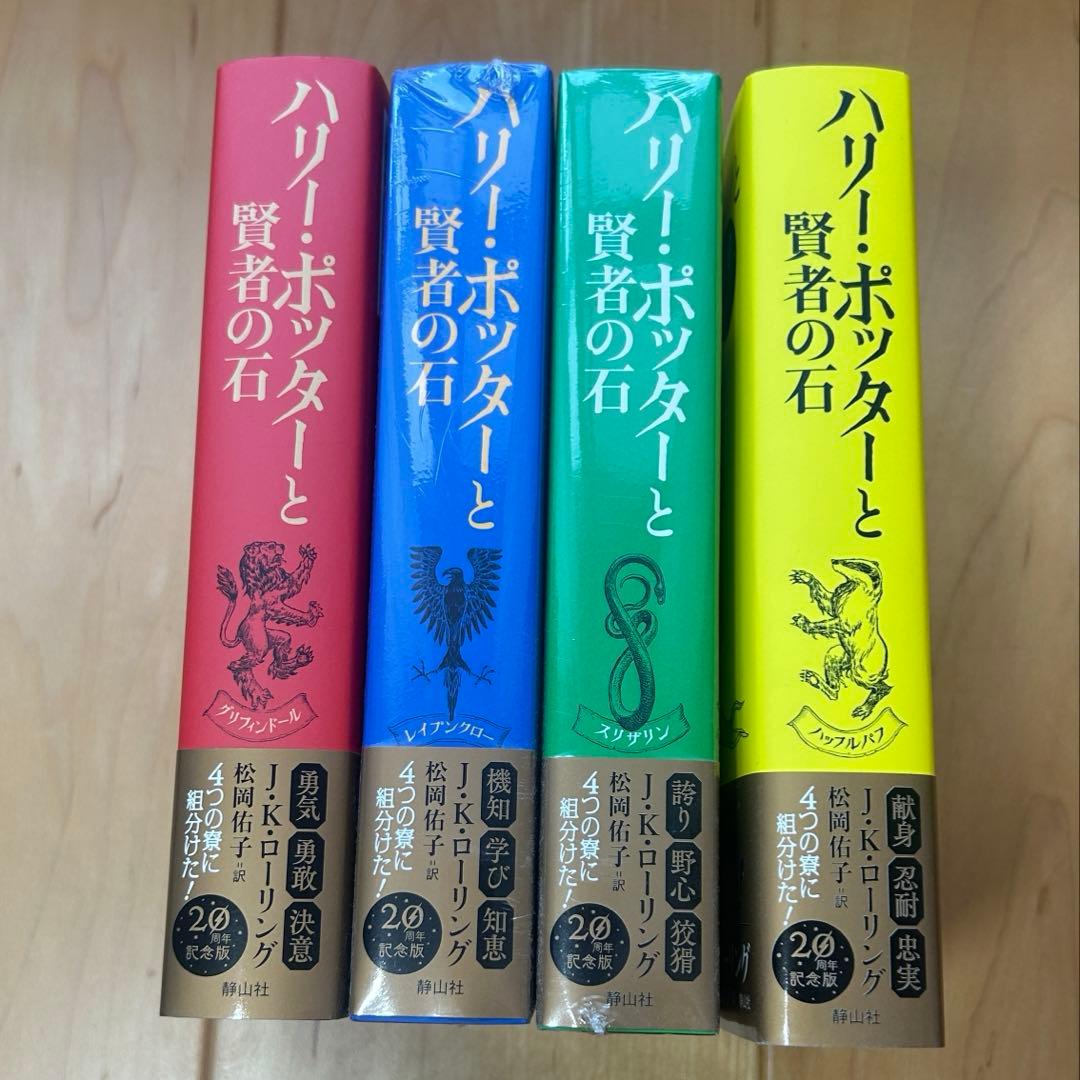 ハリー・ポッターと
賢者の石
グリフィンドール
勇気 勇敢 決意
J・K・ローリング
松岡佑子=訳
4つの寮に
組分けた!
20周年
記念版
静山社
ハリー・ポッターと
賢者の石
レイブンクロー
機知 学び 知恵
J・K・ローリング
松岡佑子=訳
4つの寮に
組分けた!
20周年
記念版
静山社
ハリー・ポッターと
賢者の石
スリザリン
誇り 野心 狡猾
J・K・ローリング
松岡佑子=訳
4つの寮に
組分けた!
20周年
記念版
静山社
ハリー・ポッターと
賢者の石
ハッフルパフ
献身 忍耐 忠実
J・K・ローリング
松岡佑子=訳
4つの寮に
組分けた!
20周年
記念版
静山社